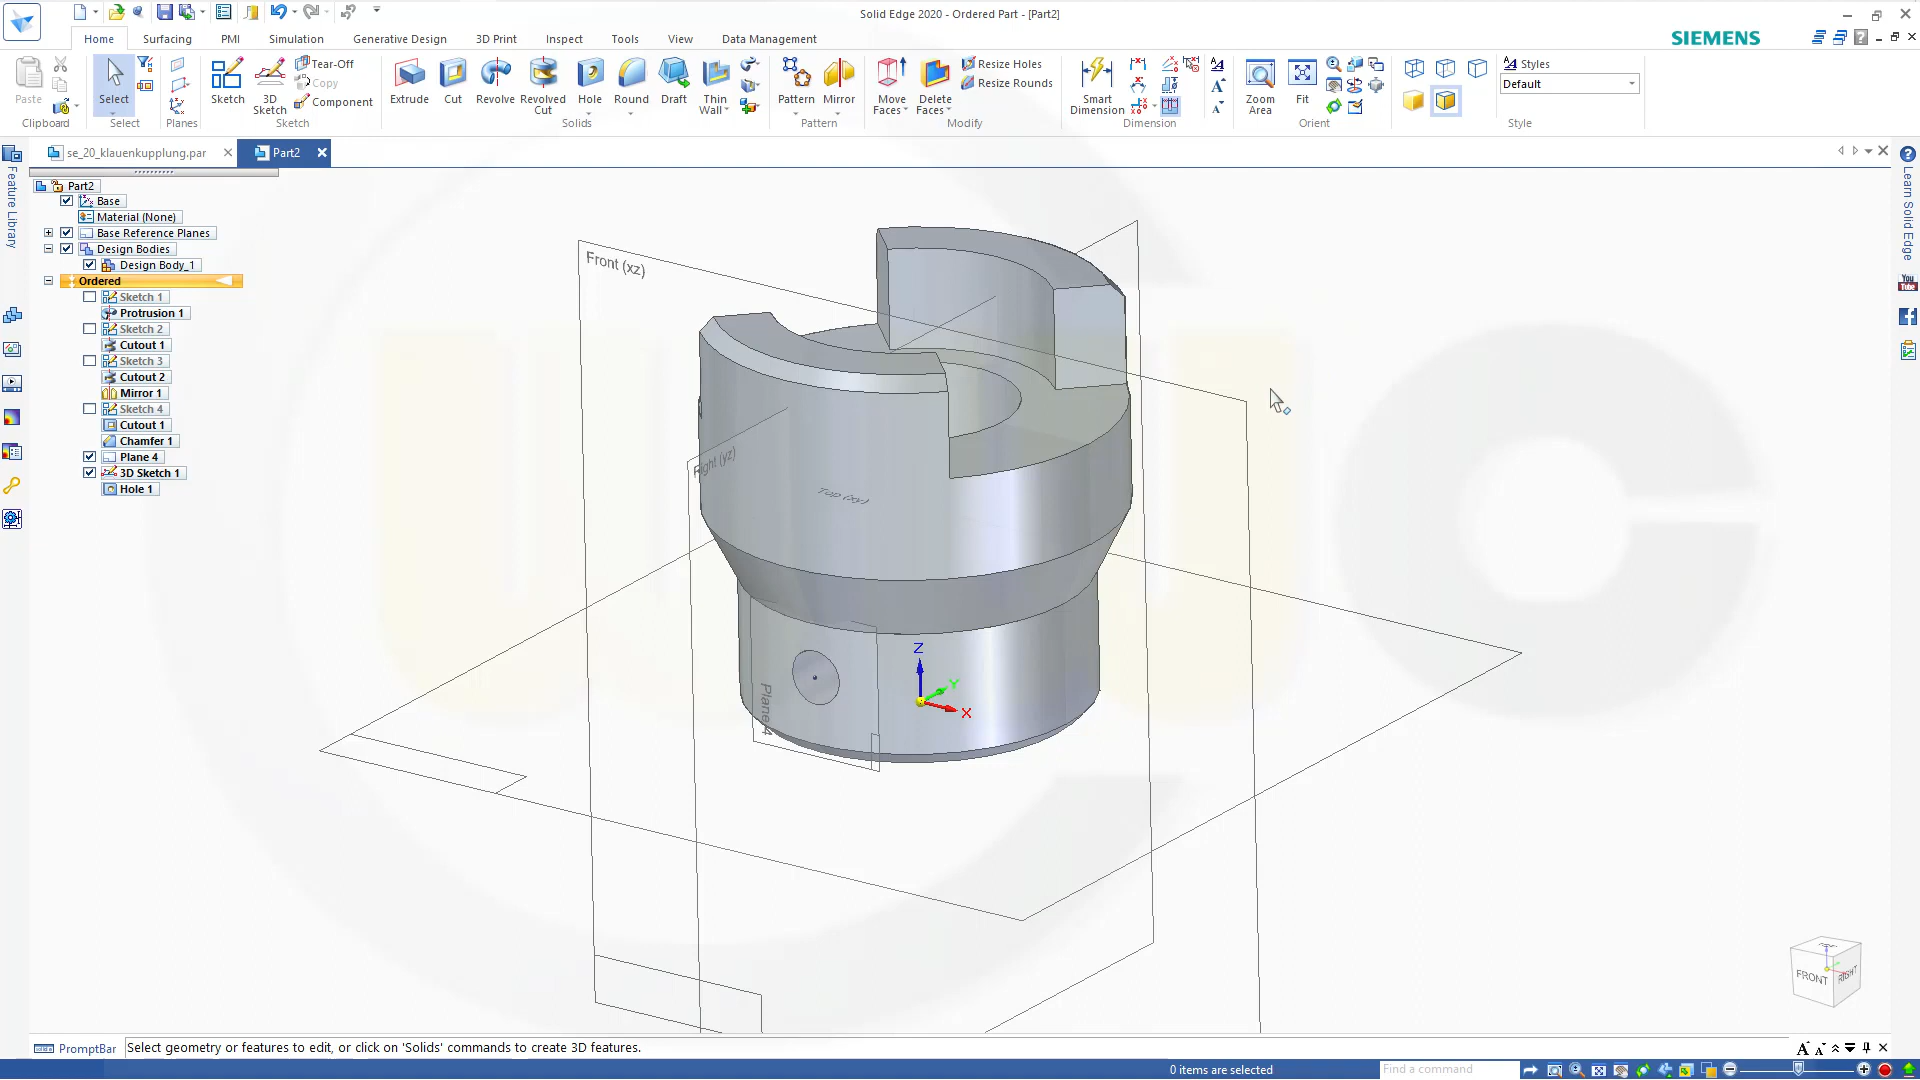 Solid Edge 2020 - Ordered Part - [Part2]
Home
Surfacing
PMI
Simulation
Generative Design
3D Print
Inspect
Tools
View
Data Management
SIEMENS
Paste
Clipboard
Select
Select
Planes
Sketch
3D Sketch
Tear-Off
Copy
Component
Sketch
Extrude
Cut
Revolve
Revolved Cut
Hole
Round
Draft
Thin Wall
Solids
Pattern
Mirror
Pattern
Move Faces
Delete Faces
Resize Holes
Resize Rounds
Modify
Smart Dimension
Dimension
Zoom Area
Fit
Orient
Styles
Default
Style
se_20_klauenkupplung.par
Part2
Feature Library
Learn Solid Edge
You
Tube
Part2
Base
Material (None)
Base Reference Planes
Design Bodies
Design Body_1
Ordered
Sketch 1
Protrusion 1
Sketch 2
Cutout 1
Sketch 3
Cutout 2
Mirror 1
Sketch 4
Cutout 1
Chamfer 1
Plane 4
3D Sketch 1
Hole 1
Front (xz)
Right (yz)
Top (xy)
Plane 4
Z
Y
X
FRONT
RIGHT
PromptBar
Select geometry or features to edit, or click on 'Solids' commands to create 3D features.
0 items are selected
Find a command